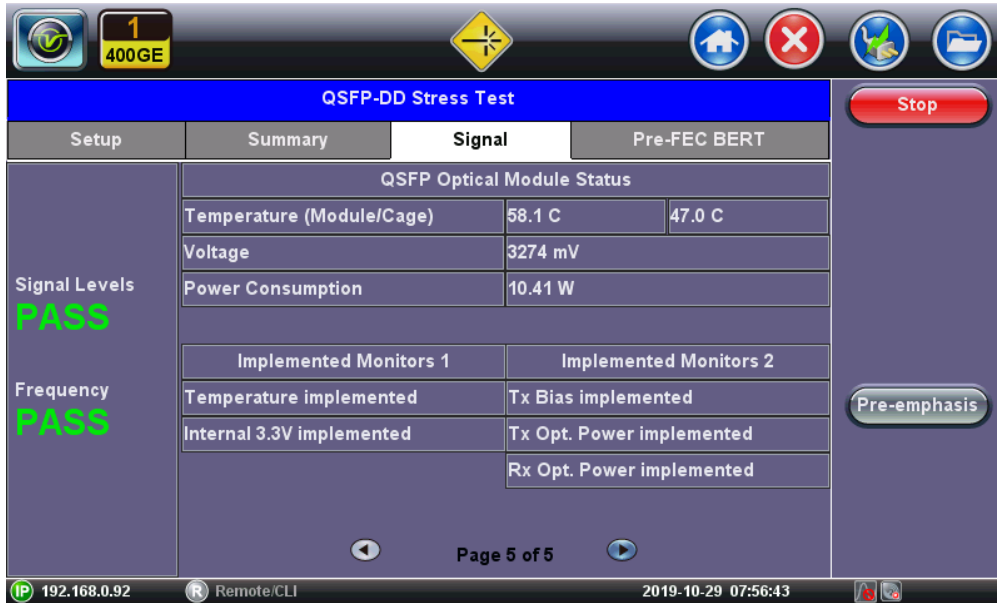 1
400GE
QSFP-DD Stress Test
Stop
Setup Summary Signal Pre-FEC BERT
QSFP Optical Module Status
Temperature (Module/Cage) 58.1 C 47.0 C
Voltage 3274 mV
Signal Levels
PASS
Power Consumption 10.41 W
Implemented Monitors 1 Implemented Monitors 2
Frequency
PASS
Temperature implemented Tx Bias implemented
Pre-emphasis
Internal 3.3V implemented Tx Opt. Power implemented
Rx Opt. Power implemented
Page 5 of 5
IP 192.168.0.92 R Remote/CLI 2019-10-29 07:56:43